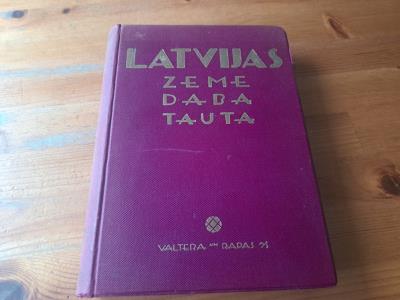 LATVIJAS
ZEME
DABA
TAUTA
VALTERA UN RAPAS A/S